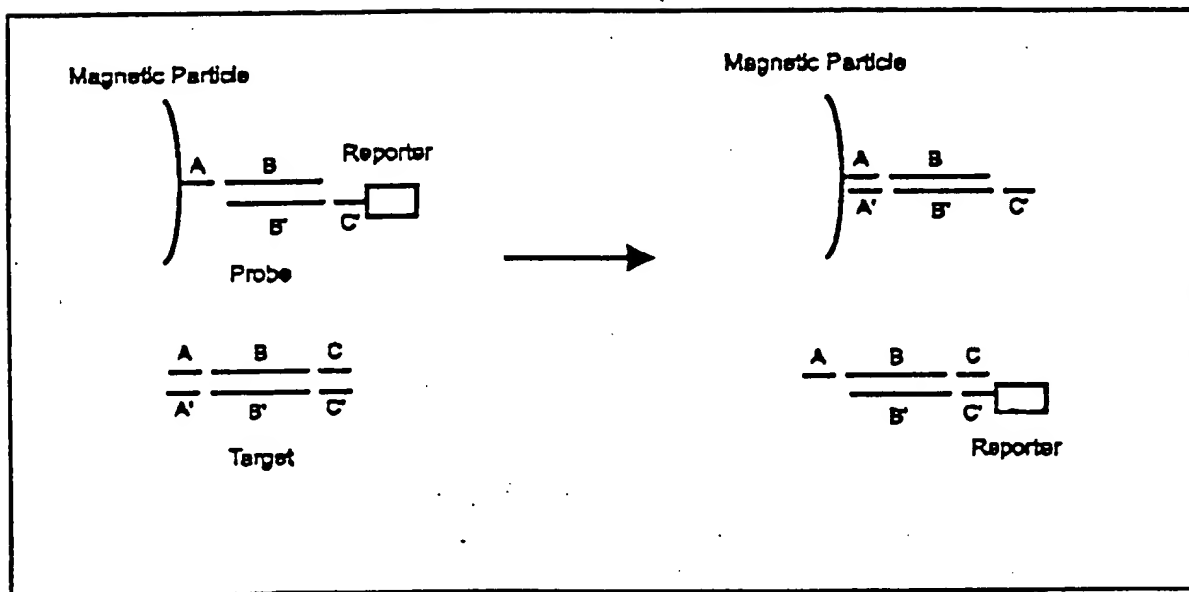 Magnetic Particle
Magnetic Particle
A B Reporter
B' C'
Probe
A B
A' B' C'
A B C
A' B' C'
Target
A B C
B' C'
Reporter